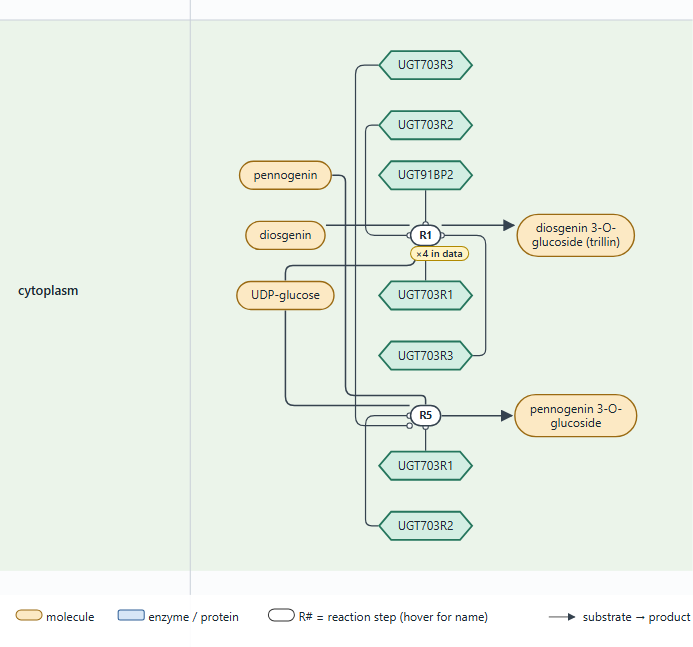 UGT703R3
UGT703R2
pennogenin
UGT91BP2
diosgenin
R1
diosgenin 3-O-
glucoside (trillin)
×4 in data
cytoplasm
UDP-glucose
UGT703R1
UGT703R3
R5
pennogenin 3-O-
glucoside
UGT703R1
UGT703R2
molecule
enzyme / protein
R# = reaction step (hover for name)
substrate → product